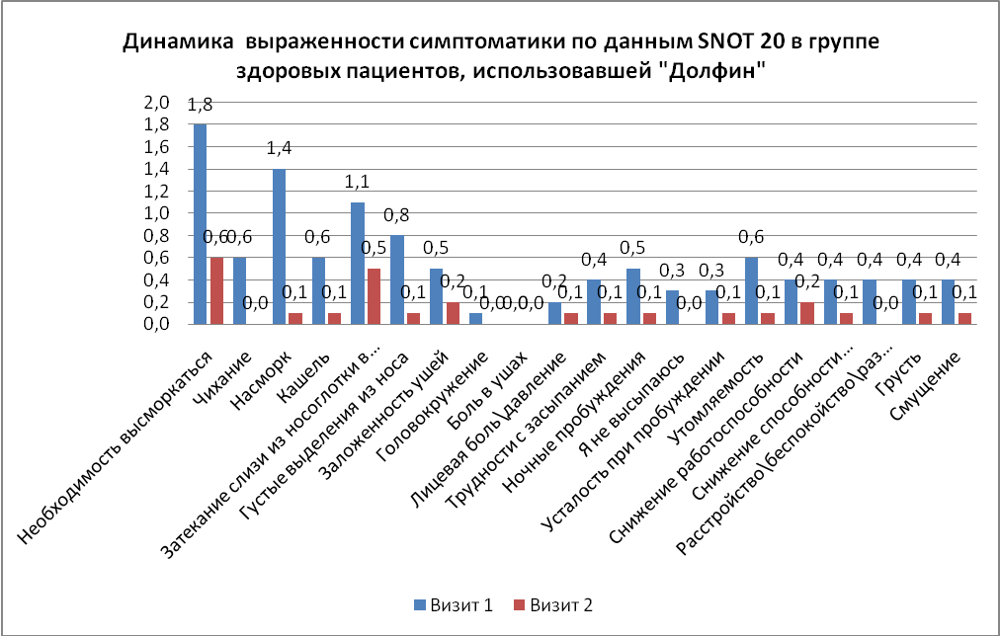 Динамика выраженности симптоматики по данным SNOT 20 в группе
здоровых пациентов, использовавшей "Долфин"
2,0
1,8
1,6
1,4
1,2
1,0
0,8
0,6
0,4
0,2
0,0
1,8 0,6 1,4 0,6 1,1 0,8 0,5 0,1 0,0 0,2 0,4 0,5 0,3 0,3 0,6 0,4 0,4 0,4 0,4 0,4
0,6 0,0 0,1 0,1 0,5 0,1 0,2 0,0 0,0 0,1 0,1 0,1 0,0 0,1 0,1 0,2 0,1 0,0 0,1 0,1
Необходимость высморкаться
Чихание
Насморк
Кашель
Затекание слизи из носоглотки в...
Густые выделения из носа
Заложенность ушей
Головокружение
Боль в ушах
Лицевая боль\давление
Трудности с засыпанием
Ночные пробуждения
Я не высыпаюсь
Усталость при пробуждении
Утомляемость
Снижение работоспособности
Снижение способности...
Расстройство\беспокойство\раз...
Грусть
Смущение
Визит 1
Визит 2